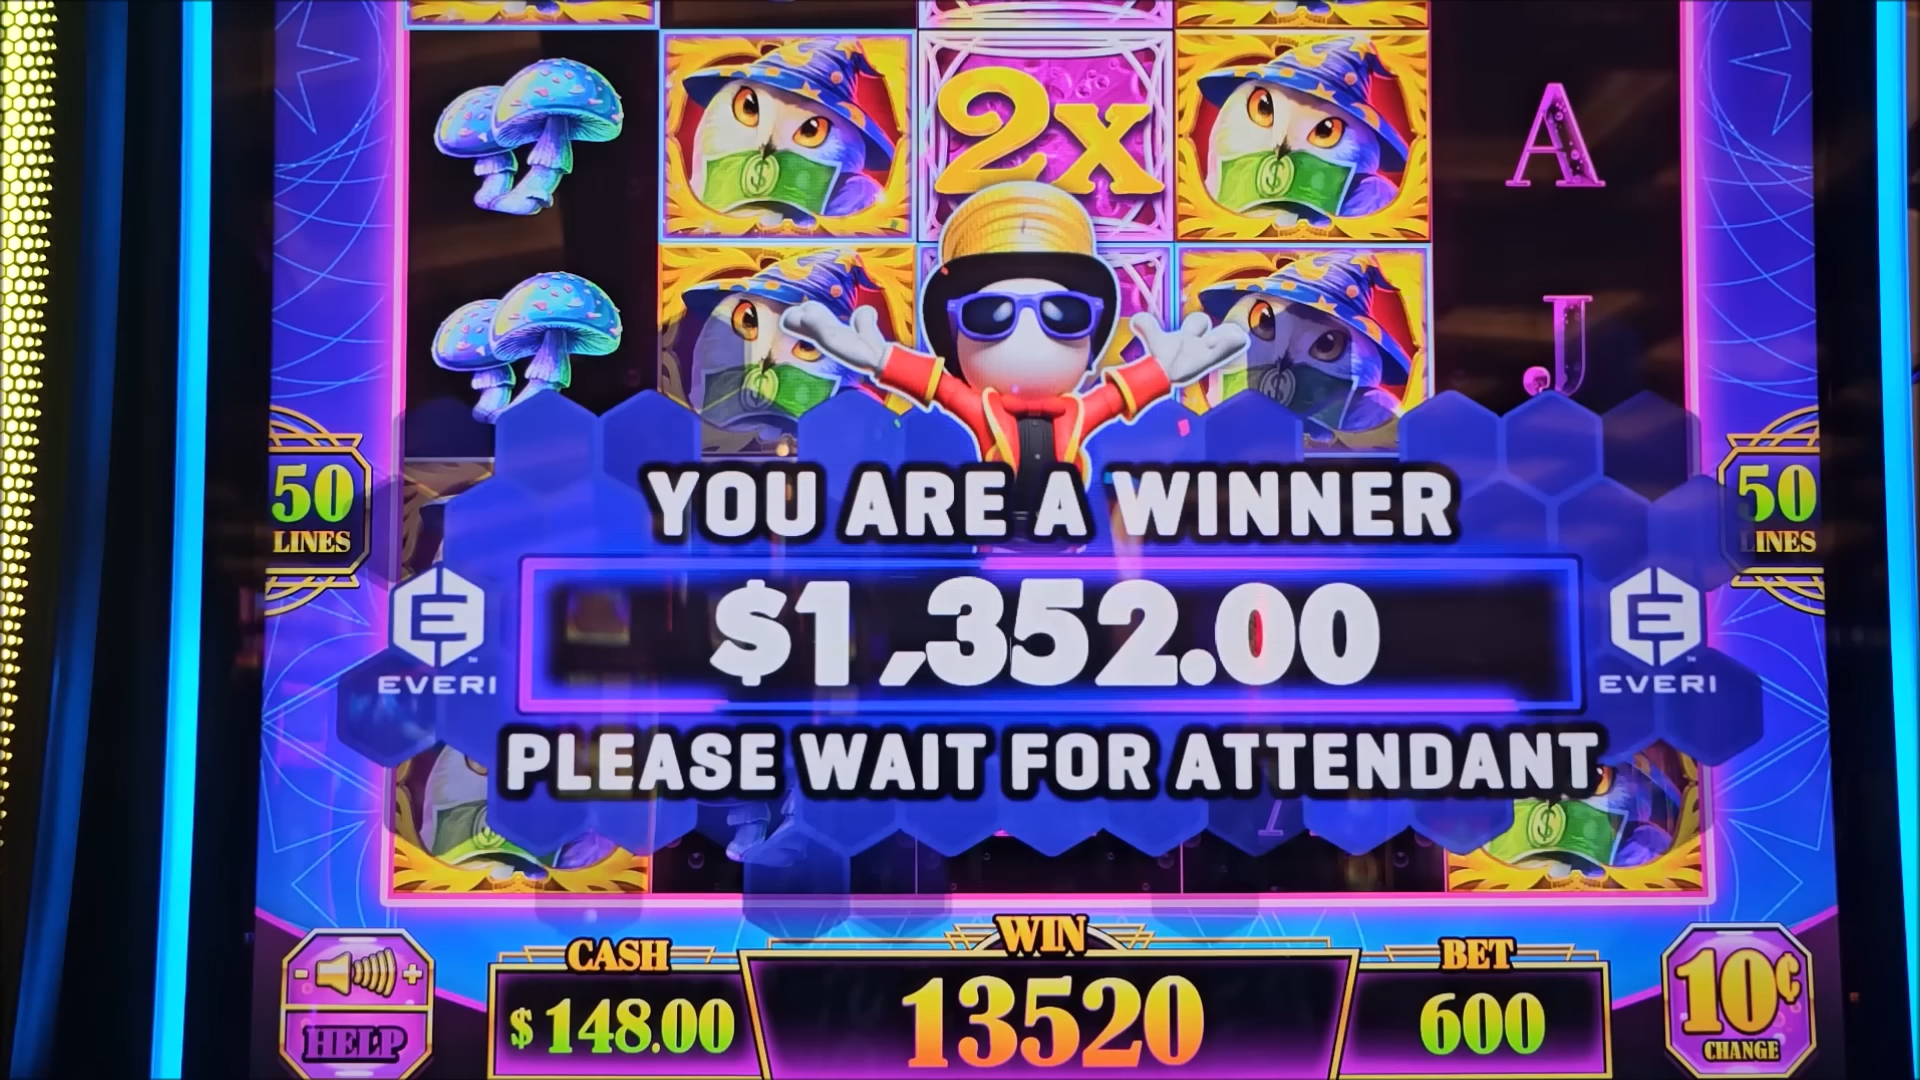 2x
A
J
50
LINES
50
LINES
YOU ARE A WINNER
$1,352.00
PLEASE WAIT FOR ATTENDANT
EVERI
EVERI
CASH
$148.00
WIN
13520
BET
600
- +
HELP
10¢
CHANGE